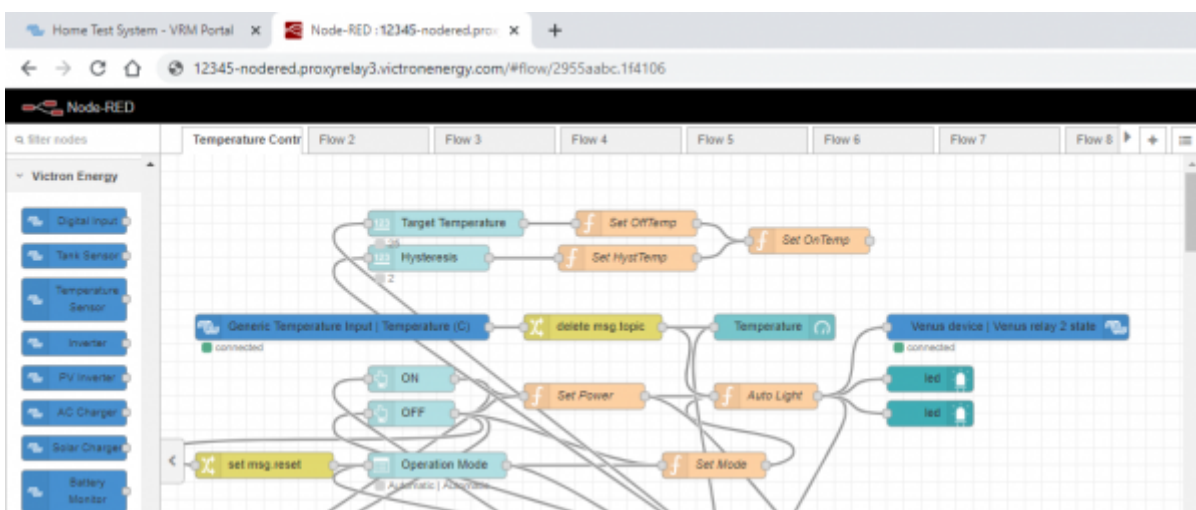 Home Test System - VRM Portal
Node-RED : 12345-nodered.prox
12345-nodered.proxyrelay3.victronenergy.com/#flow/2955aabc.1f4106
Node-RED
filter nodes
Temperature Contr
Flow 2
Flow 3
Flow 4
Flow 5
Flow 6
Flow 7
Flow 8
Victron Energy
Digital Input
Tank Sensor
Temperature
Sensor
Inverter
PV Inverter
AC Charger
Solar Charger
Battery
Monitor
Target Temperature
Set OffTemp
Set OnTemp
Hysteresis
Set HystTemp
2
Generic Temperature Input | Temperature (C)
connected
delete msg.topic
Temperature
Venus device | Venus relay 2 state
connected
ON
OFF
Set Power
Auto Light
led
led
set msg.reset
Operation Mode
Set Mode
Automatic | Automatic